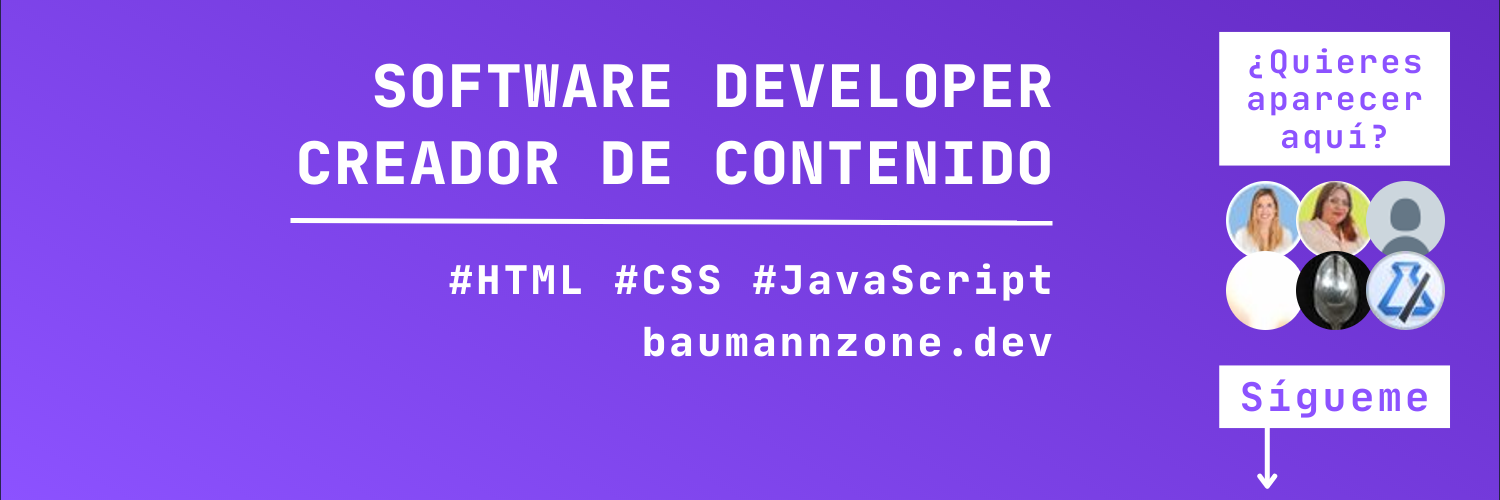 SOFTWARE DEVELOPER
CREADOR DE CONTENIDO
#HTML #CSS #JavaScript
baumannzone.dev
¿Quieres
aparecer
aquí?
Sígueme